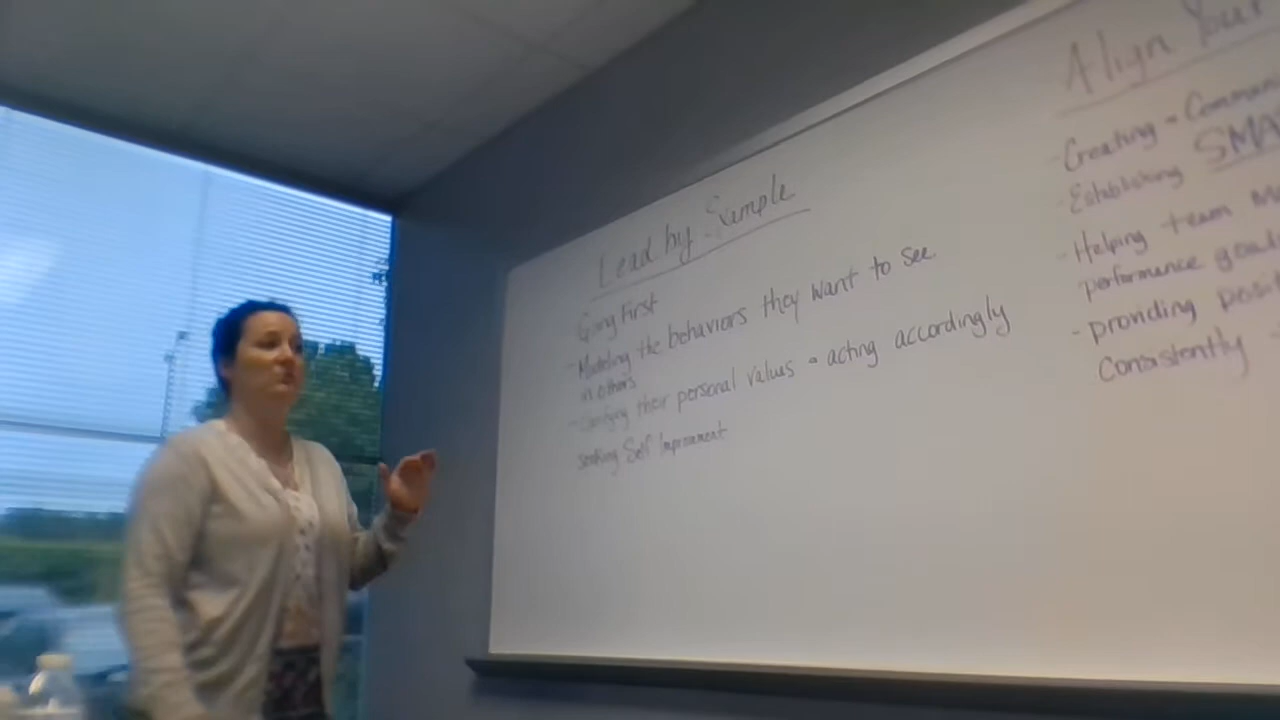 Lead by Example
Going First
- Modeling the behaviors they want to see
in others
- Clarifying their personal values + acting accordingly
seeking Self Improvement
Align Your
- Creating + Commun
- Establishing SMA
- Helping team
performance goal
- providing posit
Consistently